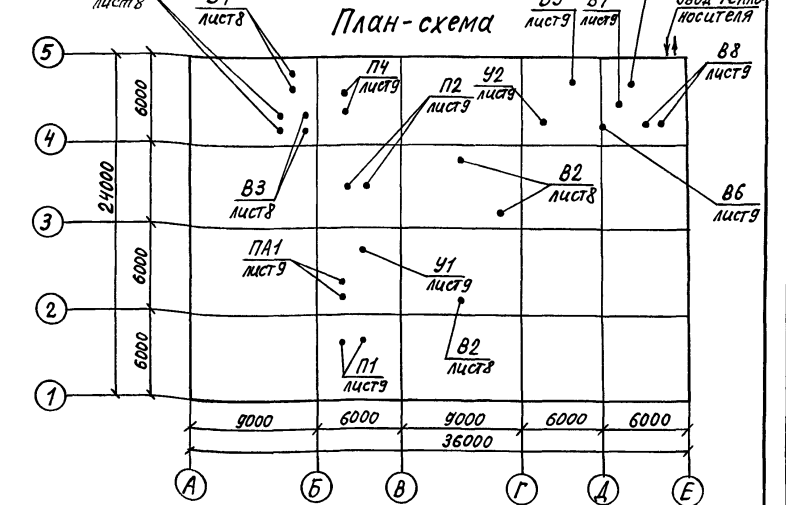 лист8
лист8
План-схема
лист9
лист9
носителя
5
П4
лист9
У2
лист9
В8
лист9
П2
лист9
6000
4
24000
В3
лист8
В2
лист8
В6
лист9
3
ПА1
лист9
У1
лист9
6000
2
6000
П1
лист9
В2
лист8
1
9000
6000
9000
6000
6000
36000
А
Б
В
Г
Д
Е